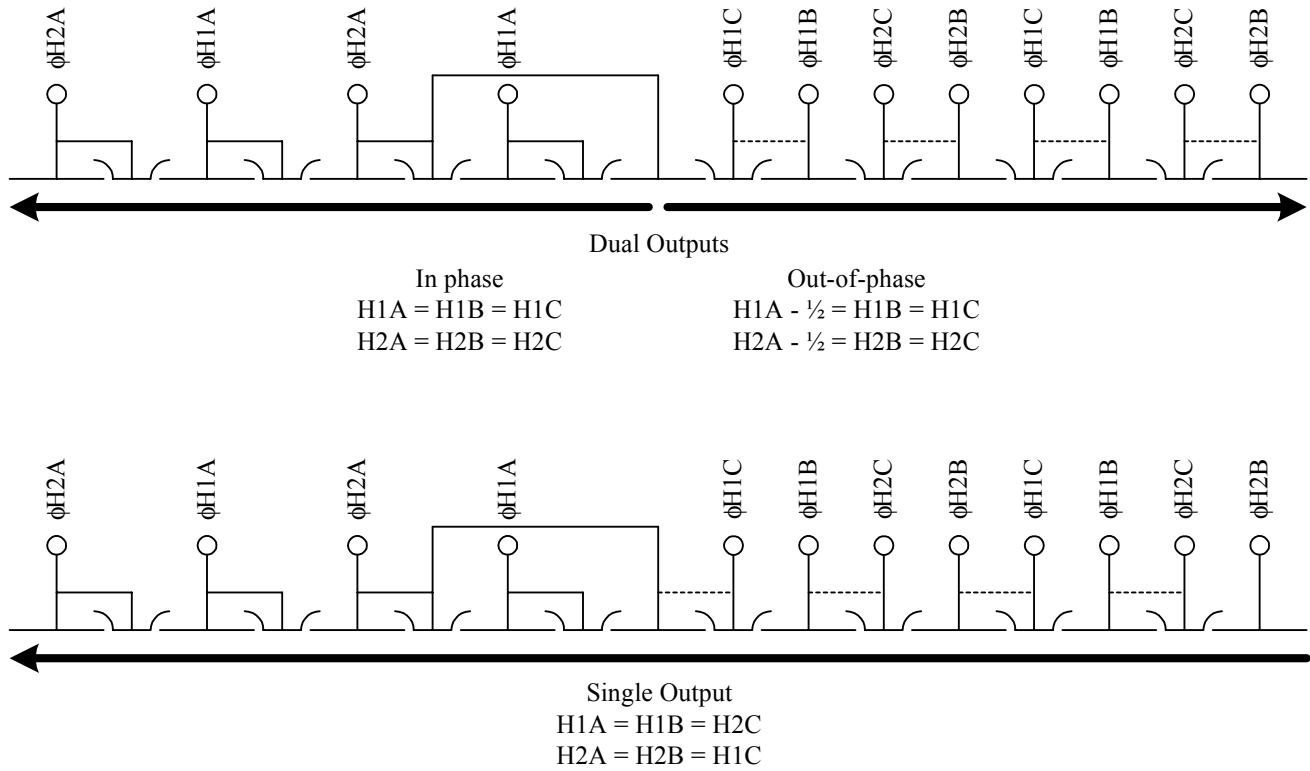 ϕH2A ϕH1A ϕH2A ϕH1A ϕH1C ϕH1B ϕH2C ϕH2B ϕH1C ϕH1B ϕH2C ϕH2B
Dual Outputs
In phase
H1A = H1B = H1C
H2A = H2B = H2C
Out-of-phase
H1A - ½ = H1B = H1C
H2A - ½ = H2B = H2C
ϕH2A ϕH1A ϕH2A ϕH1A ϕH1C ϕH1B ϕH2C ϕH2B ϕH1C ϕH1B ϕH2C ϕH2B
Single Output
H1A = H1B = H2C
H2A = H2B = H1C